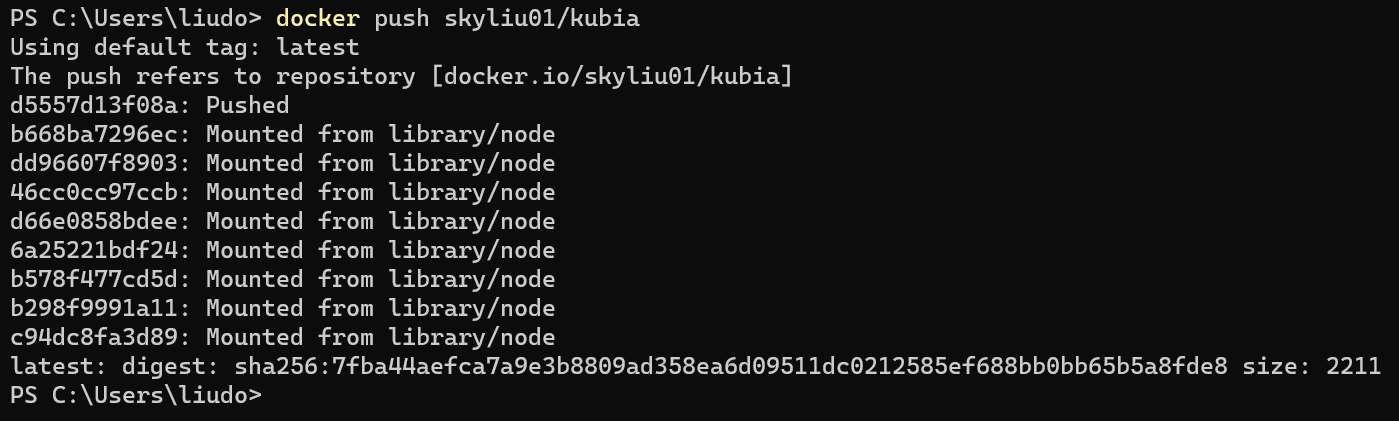 PS C:\Users\liudo> docker push skyliu01/kubia
Using default tag: latest
The push refers to repository [docker.io/skyliu01/kubia]
d5557d13f08a: Pushed
b668ba7296ec: Mounted from library/node
dd96607f8903: Mounted from library/node
46cc0cc97ccb: Mounted from library/node
d66e0858bdee: Mounted from library/node
6a25221bdf24: Mounted from library/node
b578f477cd5d: Mounted from library/node
b298f9991a11: Mounted from library/node
c94dc8fa3d89: Mounted from library/node
latest: digest: sha256:7fba44aefca7a9e3b8809ad358ea6d09511dc0212585ef688bb0bb65b5a8fde8 size: 2211
PS C:\Users\liudo>